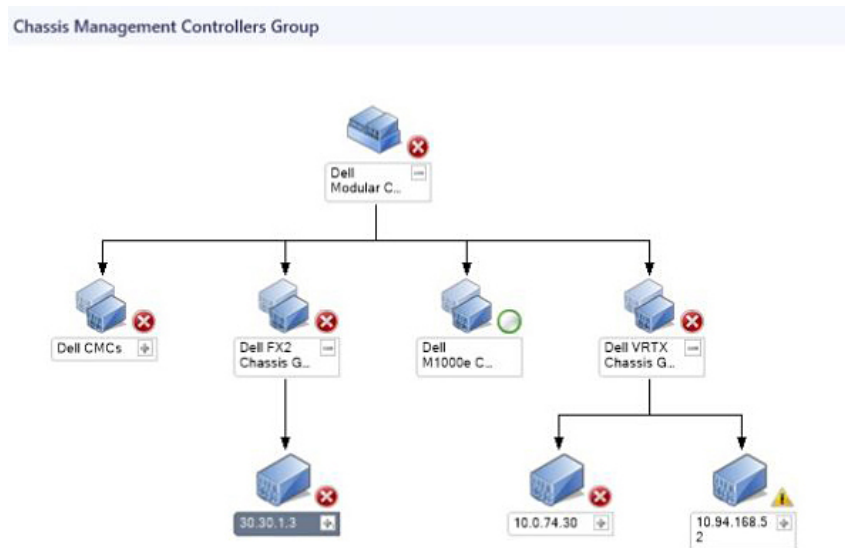 Chassis Management Controllers Group
Dell
Modular C...
Dell CMCs
Dell FX2
Chassis G...
Dell
M1000e C...
Dell VRTX
Chassis G...
30.30.1.3
10.0.74.30
10.94.168.5
2